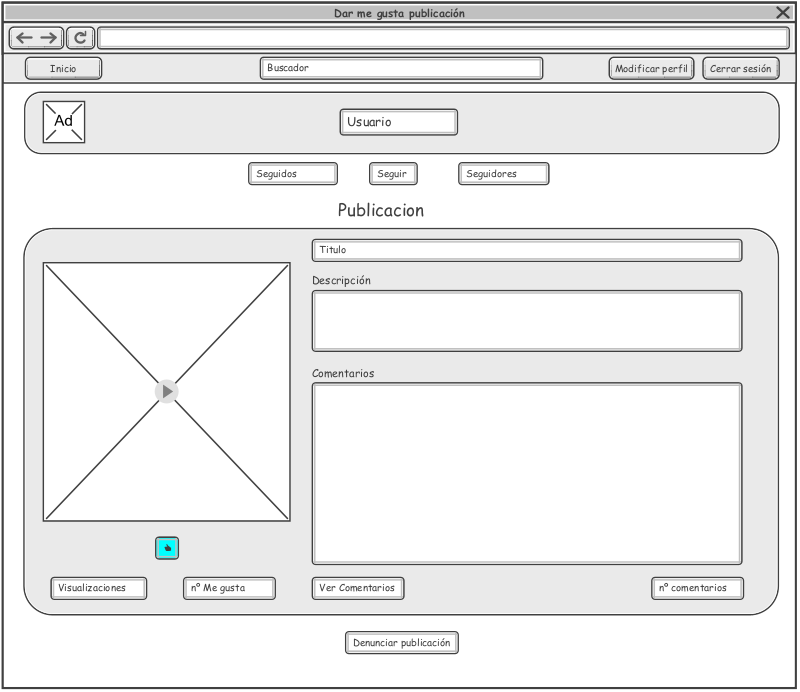 Dar me gusta publicación
Inicio
Buscador
Modificar perfil
Cerrar sesión
Ad
Usuario
Seguidos
Seguir
Seguidores
Publicacion
Titulo
Descripción
Comentarios
Visualizaciones
nº Me gusta
Ver Comentarios
nº comentarios
Denunciar publicación